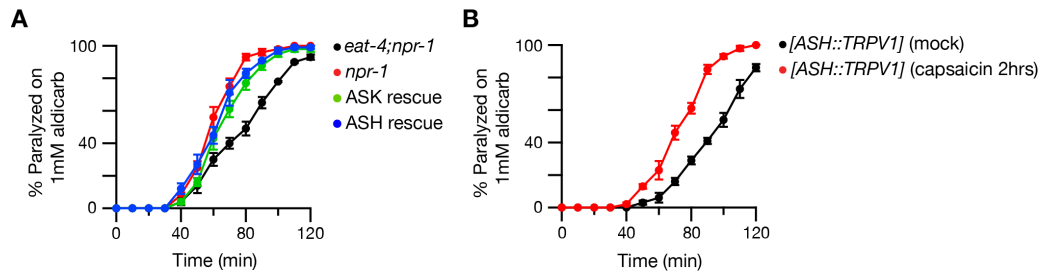 A
% Paralyzed on
1mM aldicarb
100
40
0
0
40
80
120
Time (min)
eat-4;npr-1
npr-1
ASK rescue
ASH rescue
B
% Paralyzed on
1mM aldicarb
100
40
0
0
40
80
120
Time (min)
[ASH::TRPV1] (mock)
[ASH::TRPV1] (capsaicin 2hrs)